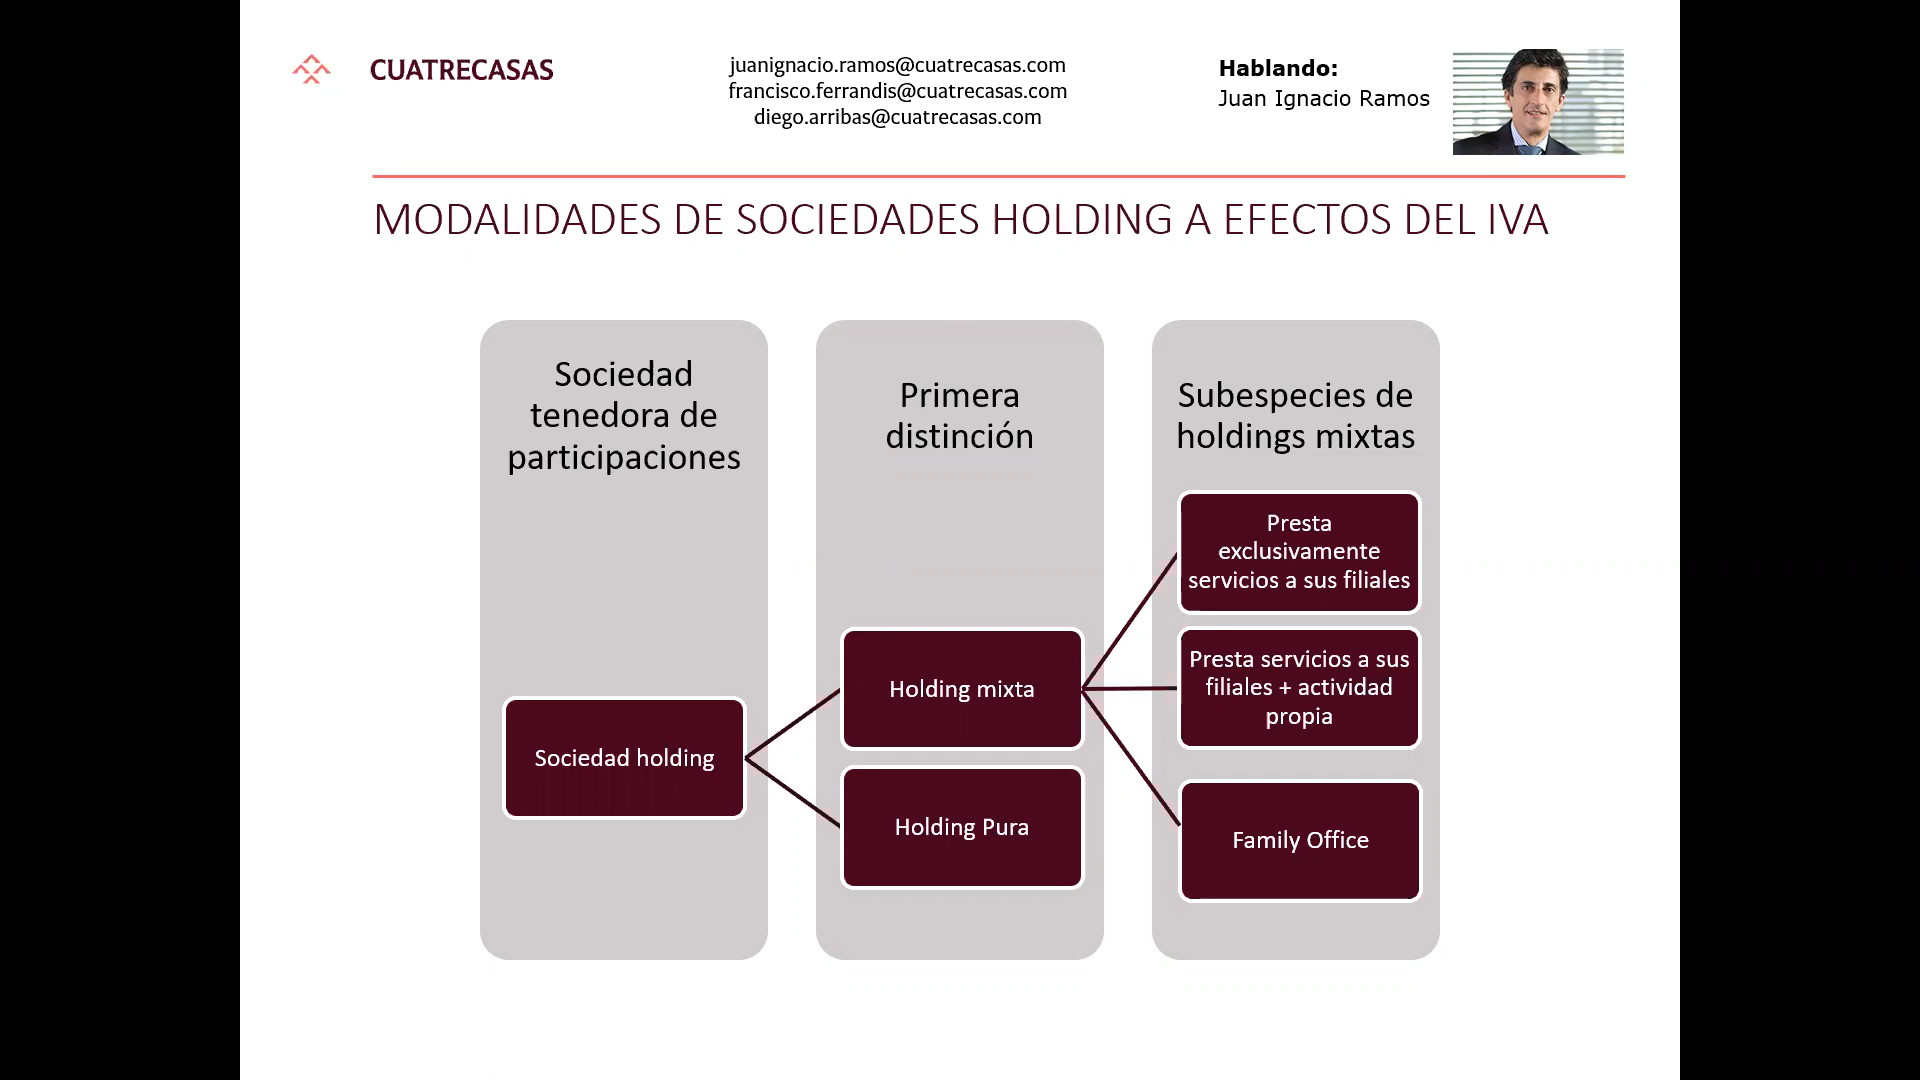 CUATRECASAS
juanignacio.ramos@cuatrecasas.com
francisco.ferrandis@cuatrecasas.com
diego.arribas@cuatrecasas.com
Hablando:
Juan Ignacio Ramos
MODALIDADES DE SOCIEDADES HOLDING A EFECTOS DEL IVA
Sociedad
tenedora de
participaciones
Sociedad holding
Primera
distinción
Holding mixta
Holding Pura
Subespecies de
holdings mixtas
Presta
exclusivamente
servicios a sus filiales
Presta servicios a sus
filiales + actividad
propia
Family Office